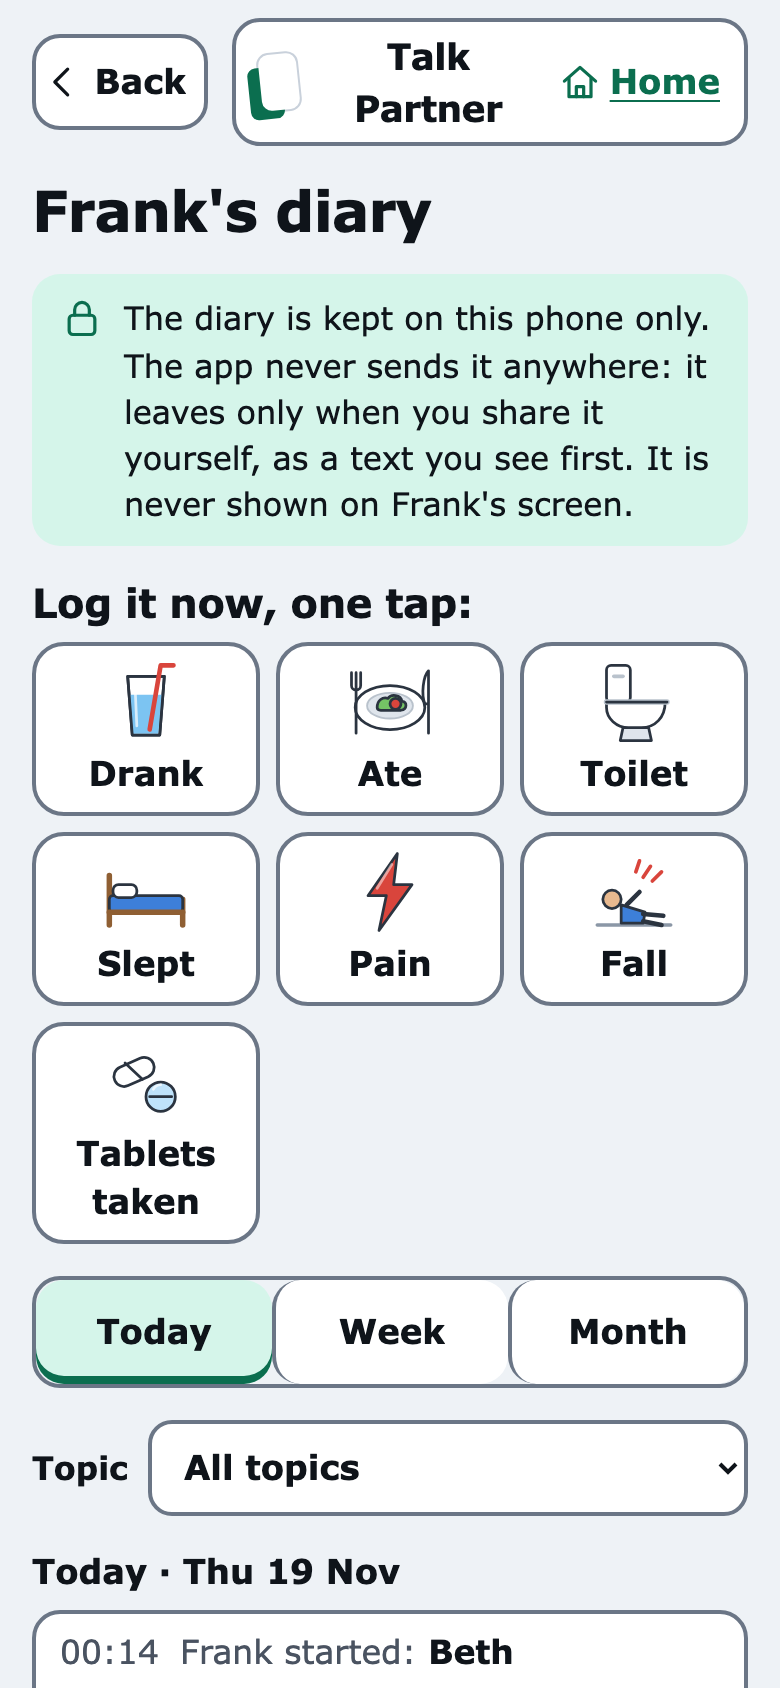 Back
Talk
Partner
Home
Frank's diary
The diary is kept on this phone only.
The app never sends it anywhere: it
leaves only when you share it
yourself, as a text you see first. It is
never shown on Frank's screen.
Log it now, one tap:
Drank
Ate
Toilet
Slept
Pain
Fall
Tablets
taken
Today
Week
Month
Topic
All topics
Today · Thu 19 Nov
00:14 Frank started: Beth